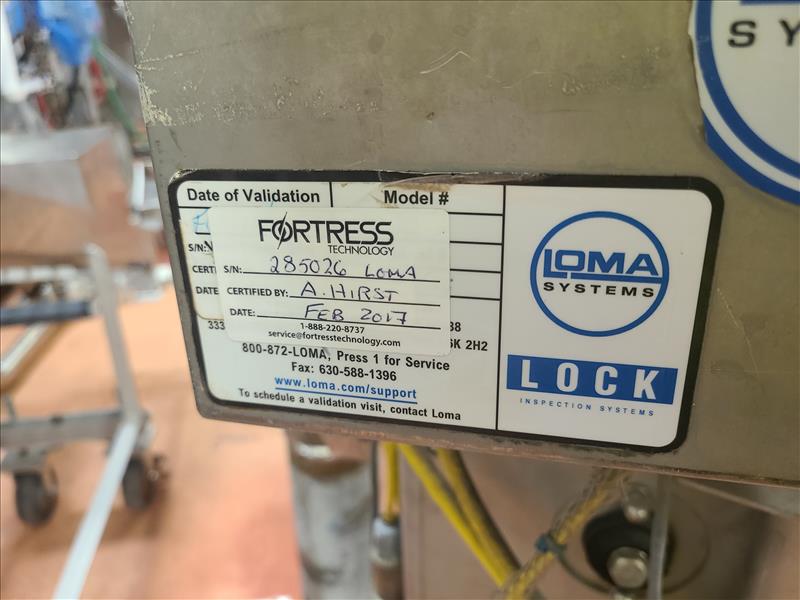 SY
Date of Validation Model #
FORTRESS
TECHNOLOGY
S/N:
CERT
DATE
S/N: 285026 LOMA
CERTIFIED BY: A. HIRST
DATE: FEB 2017
1-888-220-8737
service@fortresstechnology.com
333
38
6K 2H2
800-872-LOMA, Press 1 for Service
Fax: 630-588-1396
www.loma.com/support
To schedule a validation visit, contact Loma
LOMA
SYSTEMS
LOCK
INSPECTION SYSTEMS